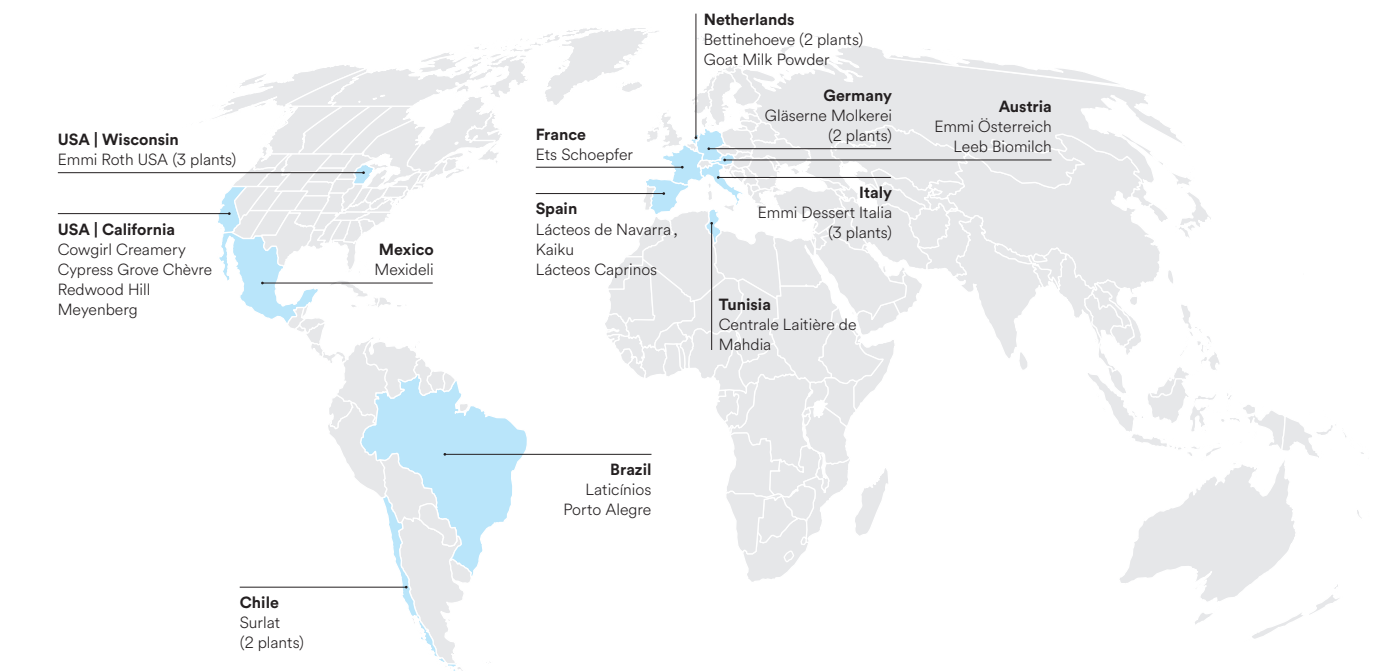 Netherlands
Bettinehoeve (2 plants)
Goat Milk Powder
Germany
Gläserne Molkerei
(2 plants)
Austria
Emmi Österreich
Leeb Biomilch
USA | Wisconsin
Emmi Roth USA (3 plants)
France
Ets Schoepfer
Italy
Emmi Dessert Italia
(3 plants)
Spain
Lácteos de Navarra,
Kaiku
Lácteos Caprinos
USA | California
Cowgirl Creamery
Cypress Grove Chèvre
Redwood Hill
Meyenberg
Mexico
Mexideli
Tunisia
Centrale Laitière de
Mahdia
Brazil
Laticínios
Porto Alegre
Chile
Surlat
(2 plants)